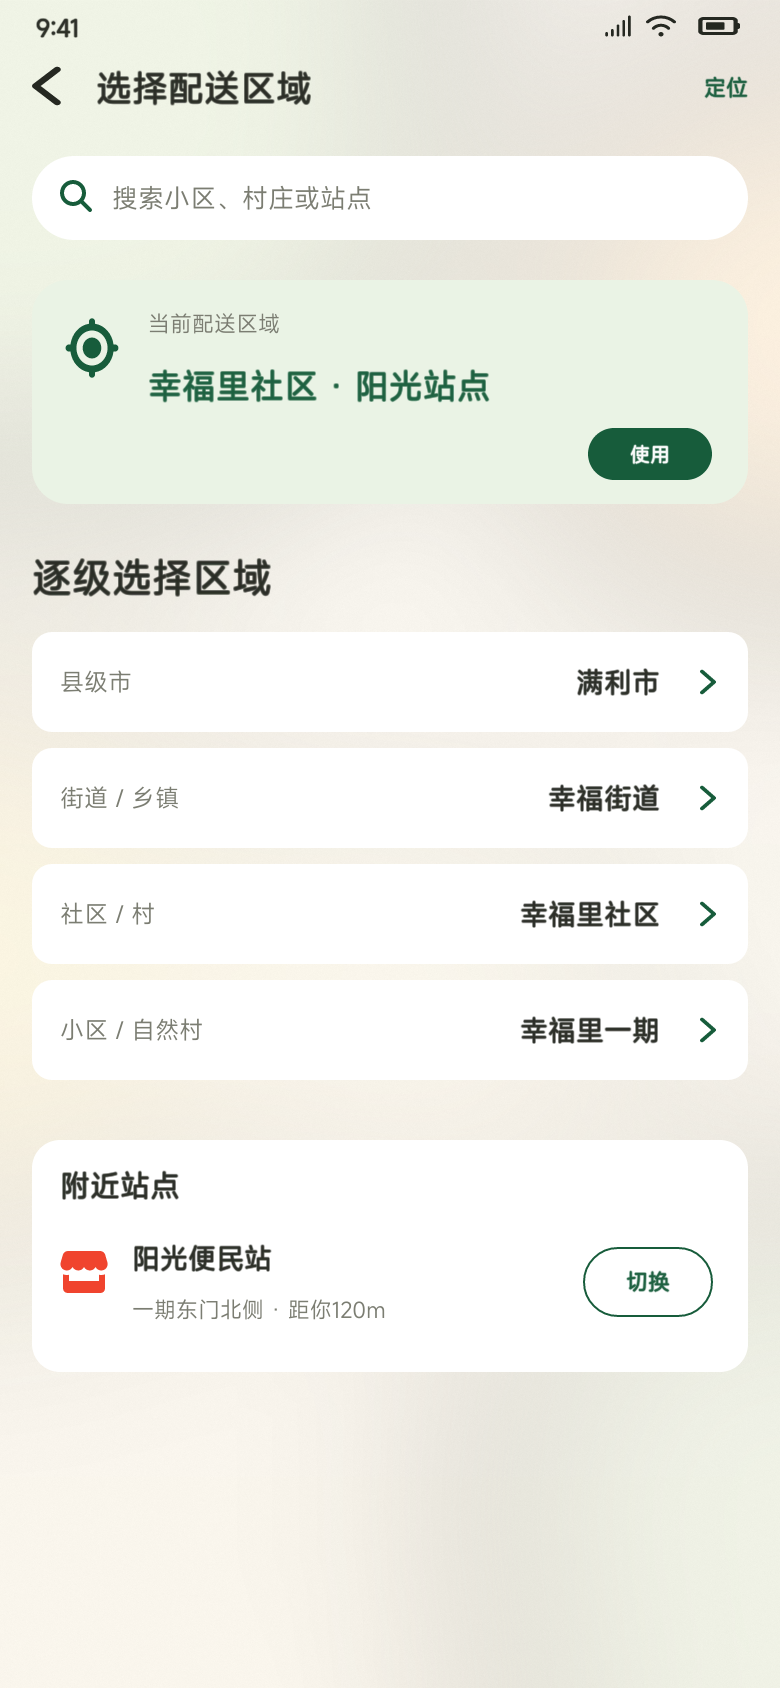 9:41
选择配送区域
定位
搜索小区、村庄或站点
当前配送区域
幸福里社区 · 阳光站点
使用
逐级选择区域
县级市
满利市
街道 / 乡镇
幸福街道
社区 / 村
幸福里社区
小区 / 自然村
幸福里一期
附近站点
阳光便民站
一期东门北侧 · 距你120m
切换